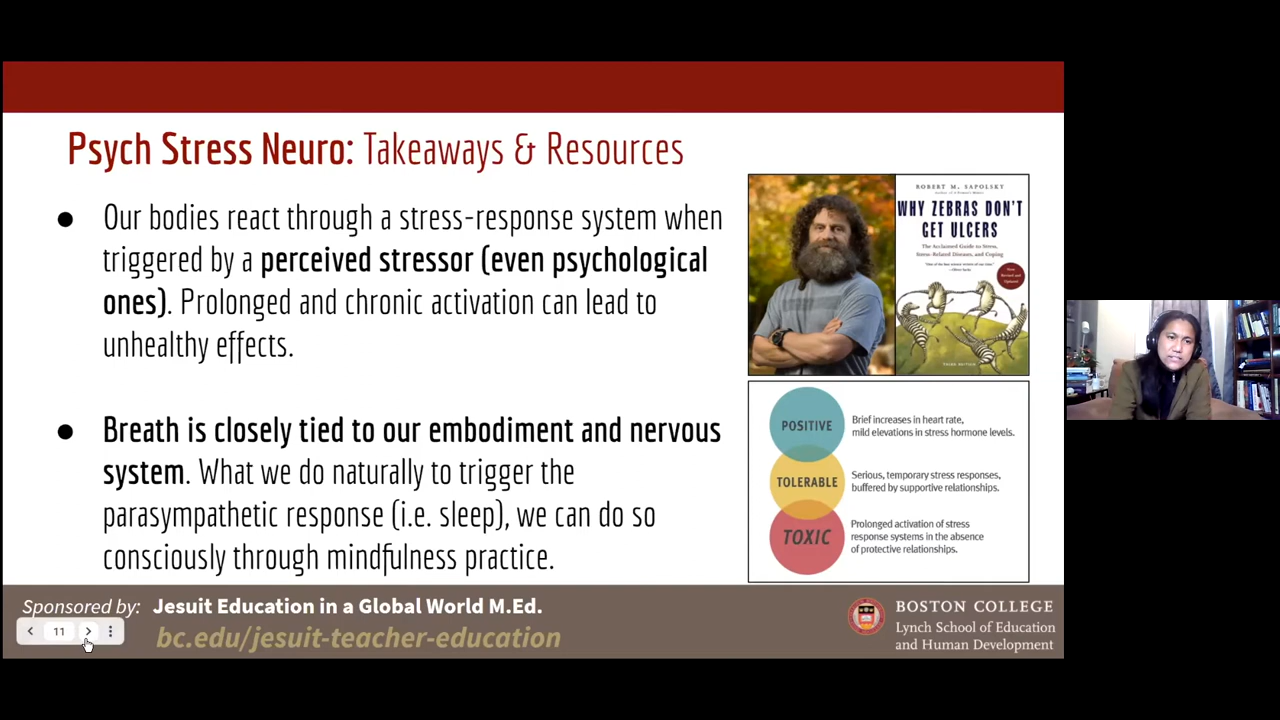 Psych Stress Neuro: Takeaways & Resources
● Our bodies react through a stress-response system when
triggered by a perceived stressor (even psychological
ones). Prolonged and chronic activation can lead to
unhealthy effects.
● Breath is closely tied to our embodiment and nervous
system. What we do naturally to trigger the
parasympathetic response (i.e. sleep), we can do so
consciously through mindfulness practice.
ROBERT M. SAPOLSKY
WHY ZEBRAS DON'T
GET ULCERS
The Acclaimed Guide to Stress,
Stress-Related Diseases, and Coping
THIRD EDITION
POSITIVE
Brief increases in heart rate,
mild elevations in stress hormone levels.
TOLERABLE
Serious, temporary stress responses,
buffered by supportive relationships.
TOXIC
Prolonged activation of stress
response systems in the absence
of protective relationships.
Sponsored by: Jesuit Education in a Global World M.Ed.
bc.edu/jesuit-teacher-education
11
BOSTON COLLEGE
Lynch School of Education
and Human Development